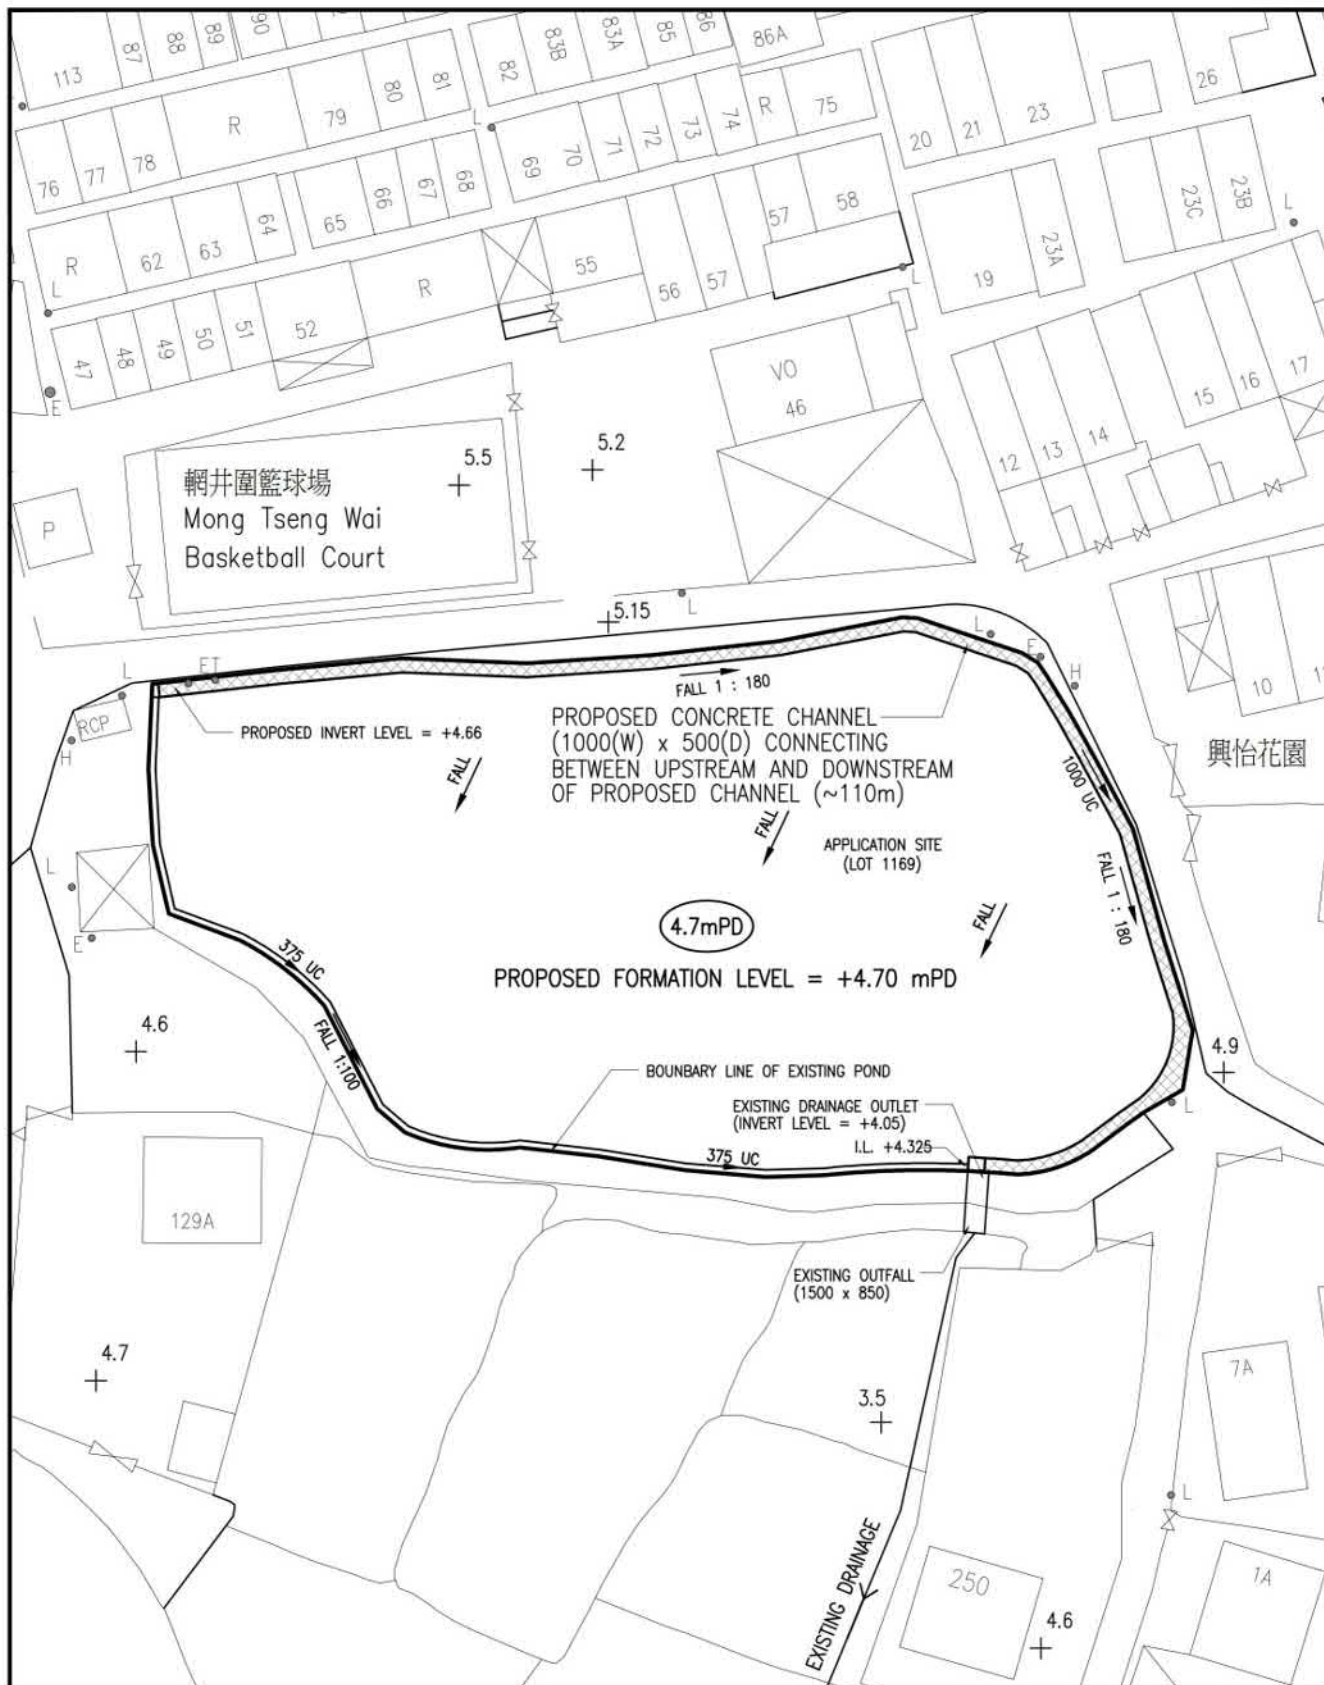 113
87
88
89
90
82
83B
83A
85
86
86A
26
76
77
78
R
79
80
81
L
69
70
71
72
73
74
R
75
20
21
23
R
62
63
64
65
66
67
68
57
58
23C
23B
L
L
47
48
49
50
51
52
R
55
56
57
L
19
23A
E
VO
46
12
13
14
15
16
17
5.5
5.2
輞井圍籃球場
Mong Tseng Wai
Basketball Court
P
5.15
L
L
E
H
10
興怡花園
L
RCP
H
PROPOSED INVERT LEVEL = +4.66
FALL 1 : 180
PROPOSED CONCRETE CHANNEL
(1000(W) x 500(D) CONNECTING
BETWEEN UPSTREAM AND DOWNSTREAM
OF PROPOSED CHANNEL (~110m)
FALL
FALL
1000 UC
APPLICATION SITE
(LOT 1169)
FALL 1 : 180
L
E
4.7mPD
FALL
375 UC
PROPOSED FORMATION LEVEL = +4.70 mPD
4.6
FALL 1:100
4.9
BOUNBARY LINE OF EXISTING POND
EXISTING DRAINAGE OUTLET
(INVERT LEVEL = +4.05)
L
I.L. +4.325
375 UC
129A
EXISTING OUTFALL
(1500 x 850)
4.7
3.5
7A
L
EXISTING DRAINAGE
250
1A
4.6